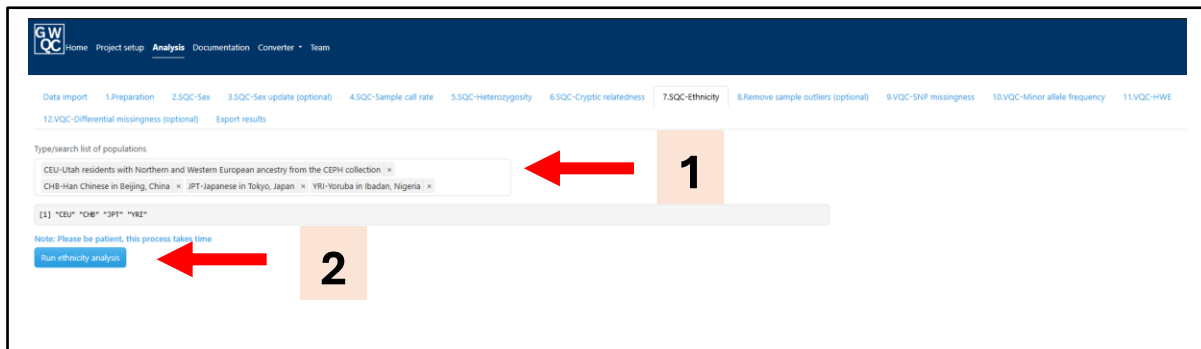 GW
QC Home Project setup Analysis Documentation Converter Team
Data import 1.Preparation 2.SQC-Sex 3.SQC-Sex update (optional) 4.SQC-Sample call rate 5.SQC-Heterozygosity 6.SQC-Cryptic relatedness 7.SQC-Ethnicity 8.Remove sample outliers (optional) 9.VQC-SNP missingness 10.VQC-Minor allele frequency 11.VQC-HWE
12.VQC-Differential missingness (optional) Export results
Type/search list of populations
CEU-Utah residents with Northern and Western European ancestry from the CEPH collection ×
CHB-Han Chinese in Beijing, China × JPT-Japanese in Tokyo, Japan × YRI-Yoruba in Ibadan, Nigeria ×
1
[1] "CEU" "CHB" "JPT" "YRI"
Note: Please be patient, this process takes time
Run ethnicity analysis
2